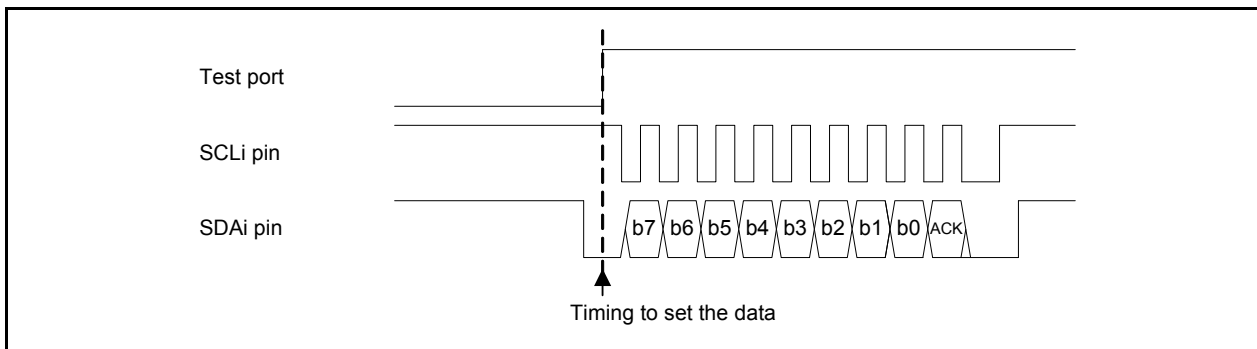 Test port
SCLi pin
SDAi pin
b7 b6 b5 b4 b3 b2 b1 b0 ACK
Timing to set the data